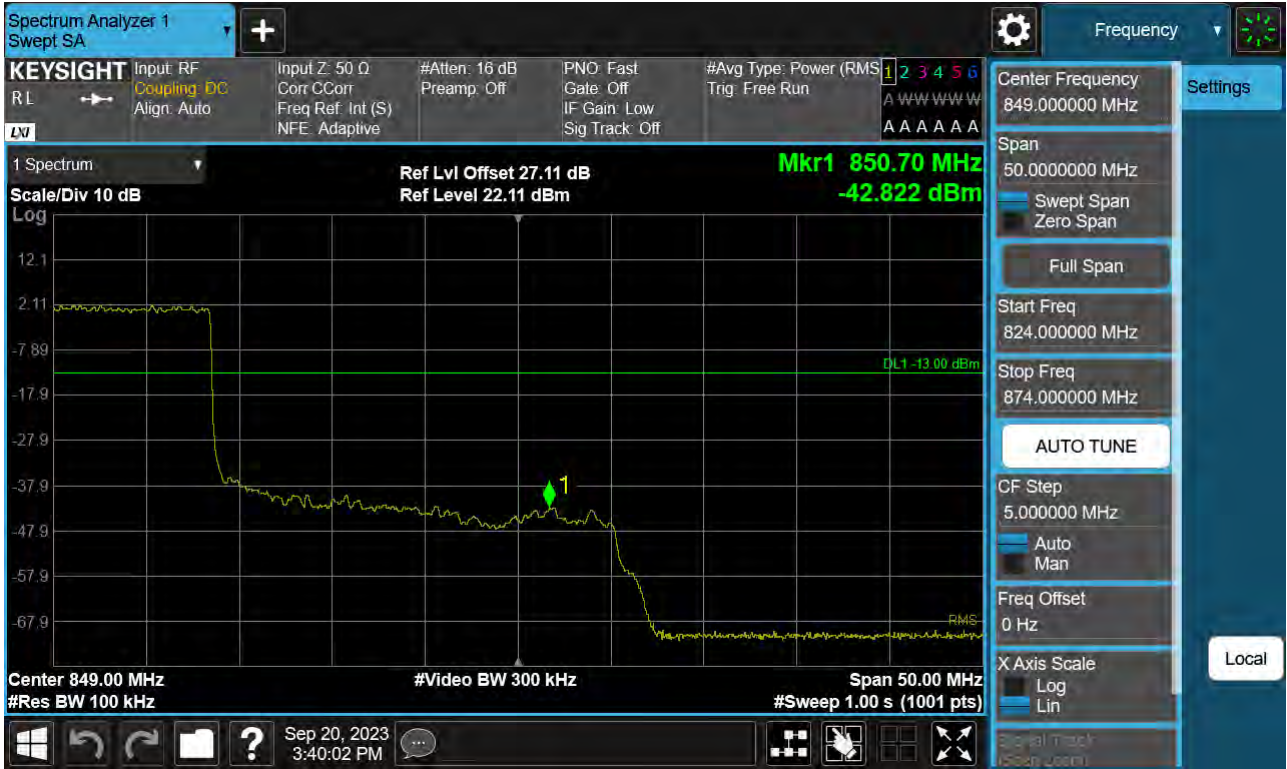 Spectrum Analyzer 1
Swept SA
+
Frequency
KEYSIGHT
RL
LXI
Input: RF
Coupling: DC
Align: Auto
Input Z: 50 Ω
Corr CCorr
Freq Ref: Int (S)
NFE: Adaptive
#Atten: 16 dB
Preamp: Off
PNO: Fast
Gate: Off
IF Gain: Low
Sig Track: Off
#Avg Type: Power (RMS
Trig: Free Run
1 2 3 4 5 6
A W W W W W
A A A A A A
1 Spectrum
Scale/Div 10 dB
Log
Ref Lvl Offset 27.11 dB
Ref Level 22.11 dBm
Mkr1 850.70 MHz
-42.822 dBm
12.1
2.11
-7.89
DL1 -13.00 dBm
-17.9
-27.9
-37.9
1
-47.9
-57.9
-67.9
RMS
Center 849.00 MHz
#Video BW 300 kHz
Span 50.00 MHz
#Res BW 100 kHz
#Sweep 1.00 s (1001 pts)
Center Frequency
849.000000 MHz
Settings
Span
50.0000000 MHz
Swept Span
Zero Span
Full Span
Start Freq
824.000000 MHz
Stop Freq
874.000000 MHz
AUTO TUNE
CF Step
5.000000 MHz
Auto
Man
Freq Offset
0 Hz
X Axis Scale
Log
Lin
Local
Signal Track
(Span Zoom)
?
Sep 20, 2023
3:40:02 PM